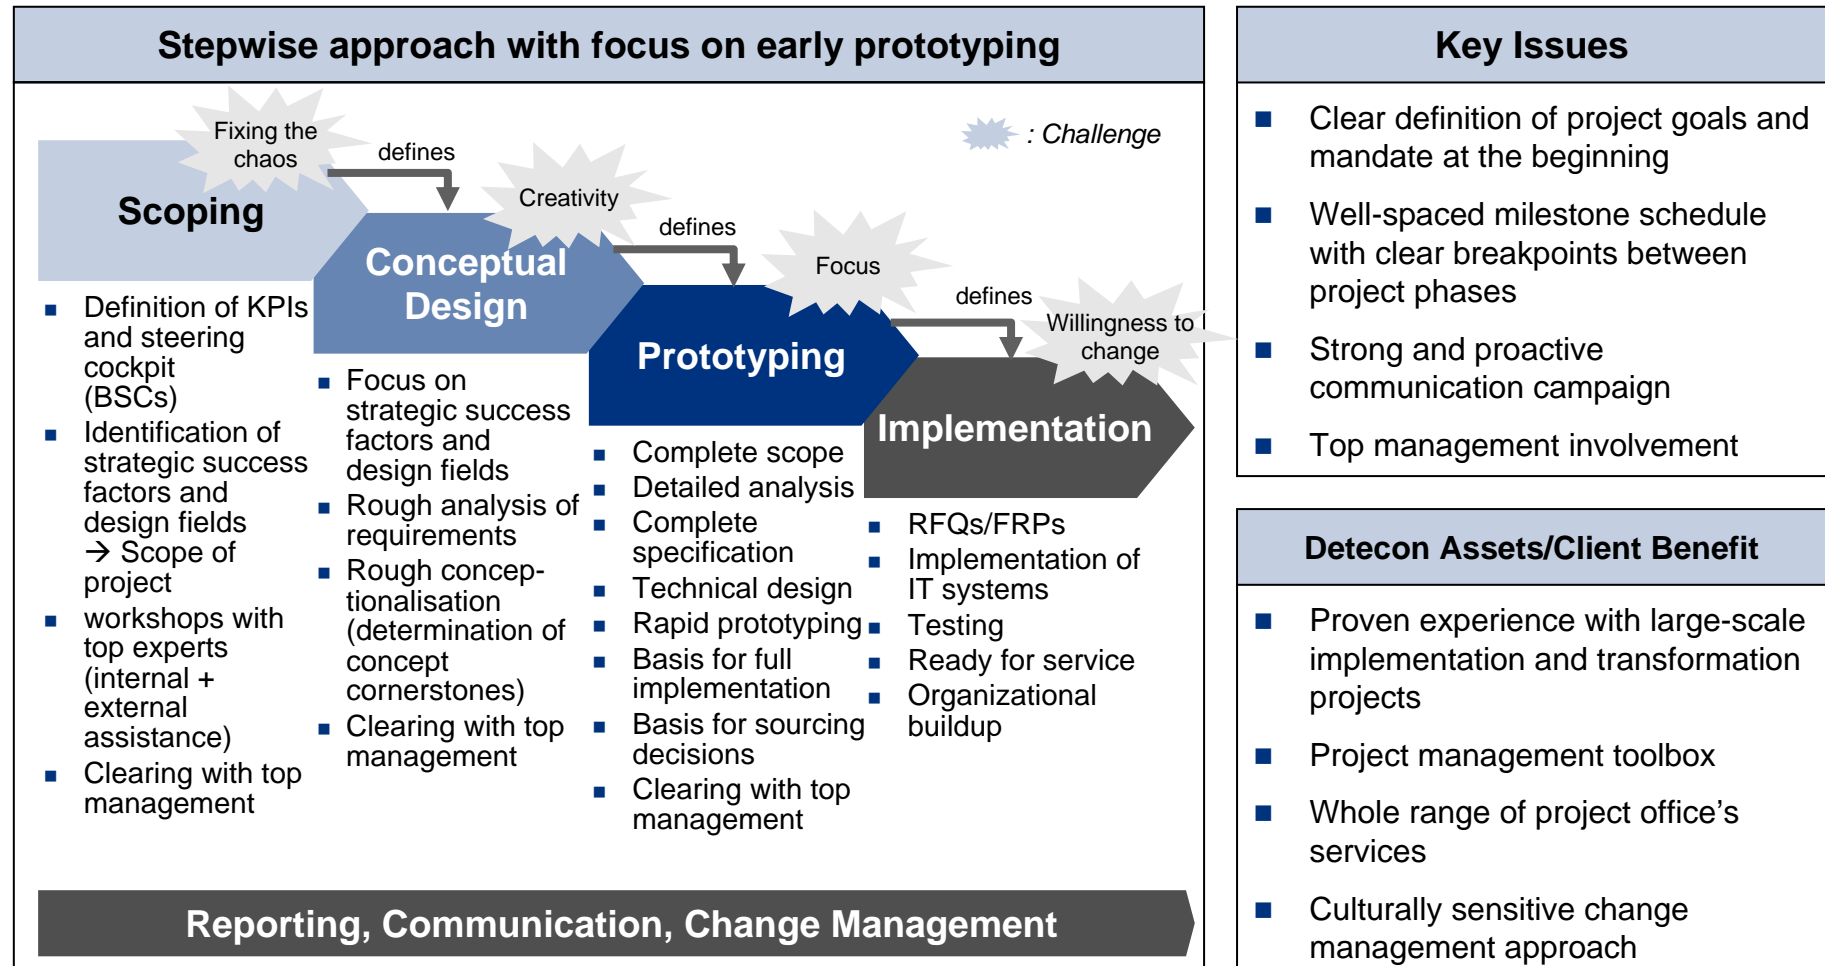 Stepwise approach with focus on early prototyping
Fixing the
chaos
defines
: Challenge
Scoping
Creativity
defines
Conceptual
Design
Focus
defines
Prototyping
Willingness to
change
Implementation
■ Definition of KPIs
and steering
cockpit
(BSCs)
■ Identification of
strategic success
factors and
design fields
→ Scope of
project
■ workshops with
top experts
(internal +
external
assistance)
■ Clearing with top
management
■ Focus on
strategic success
factors and
design fields
■ Rough analysis of
requirements
■ Rough concep-
tionalisation
(determination of
concept
cornerstones)
■ Clearing with top
management
■ Complete scope
■ Detailed analysis
■ Complete
specification
■ Technical design
■ Rapid prototyping
■ Basis for full
implementation
■ Basis for sourcing
decisions
■ Clearing with top
management
■ RFQs/FRPs
■ Implementation of
IT systems
■ Testing
■ Ready for service
■ Organizational
buildup
Reporting, Communication, Change Management
Key Issues
■ Clear definition of project goals and
mandate at the beginning
■ Well-spaced milestone schedule
with clear breakpoints between
project phases
■ Strong and proactive
communication campaign
■ Top management involvement
Detecon Assets/Client Benefit
■ Proven experience with large-scale
implementation and transformation
projects
■ Project management toolbox
■ Whole range of project office's
services
■ Culturally sensitive change
management approach